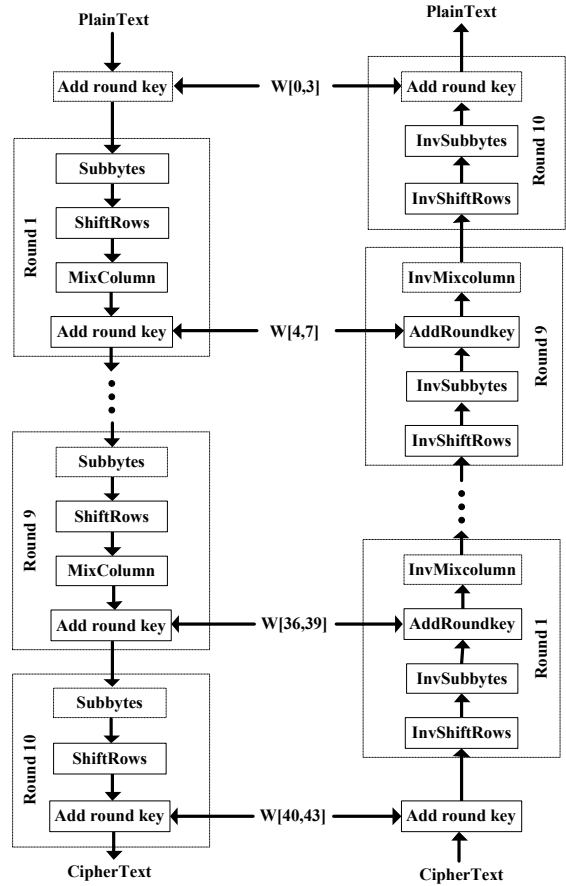 PlainText
Add round key
Round 1
Subbytes
ShiftRows
MixColumn
Add round key
Round 9
Subbytes
ShiftRows
MixColumn
Add round key
Round 10
Subbytes
ShiftRows
Add round key
CipherText
W[0,3]
W[4,7]
W[36,39]
W[40,43]
PlainText
Add round key
InvSubbytes
InvShiftRows
Round 10
InvMixcolumn
AddRoundkey
InvSubbytes
InvShiftRows
Round 9
InvMixcolumn
AddRoundkey
InvSubbytes
InvShiftRows
Round 1
Add round key
CipherText